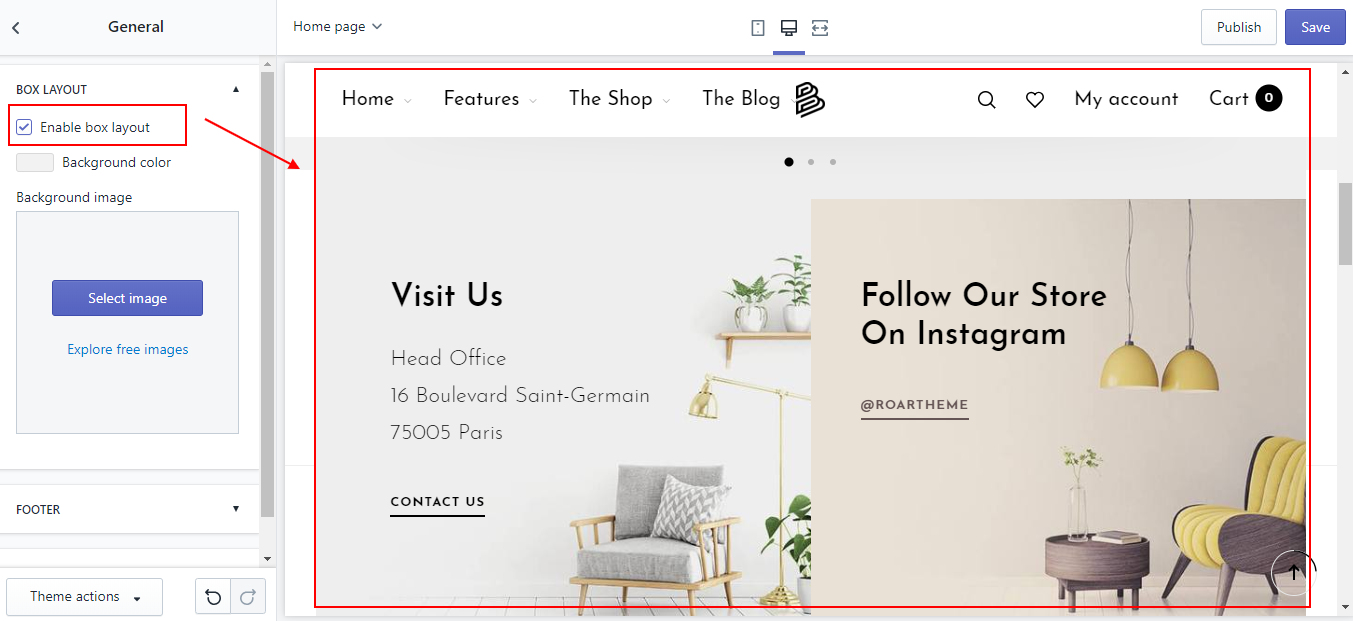 General
Home page
Publish
Save
BOX LAYOUT
Enable box layout
Background color
Background image
Select image
Explore free images
FOOTER
Theme actions
Home
Features
The Shop
The Blog
My account
Cart 0
Visit Us
Head Office
16 Boulevard Saint-Germain
75005 Paris
CONTACT US
Follow Our Store
On Instagram
@ROARTHEME